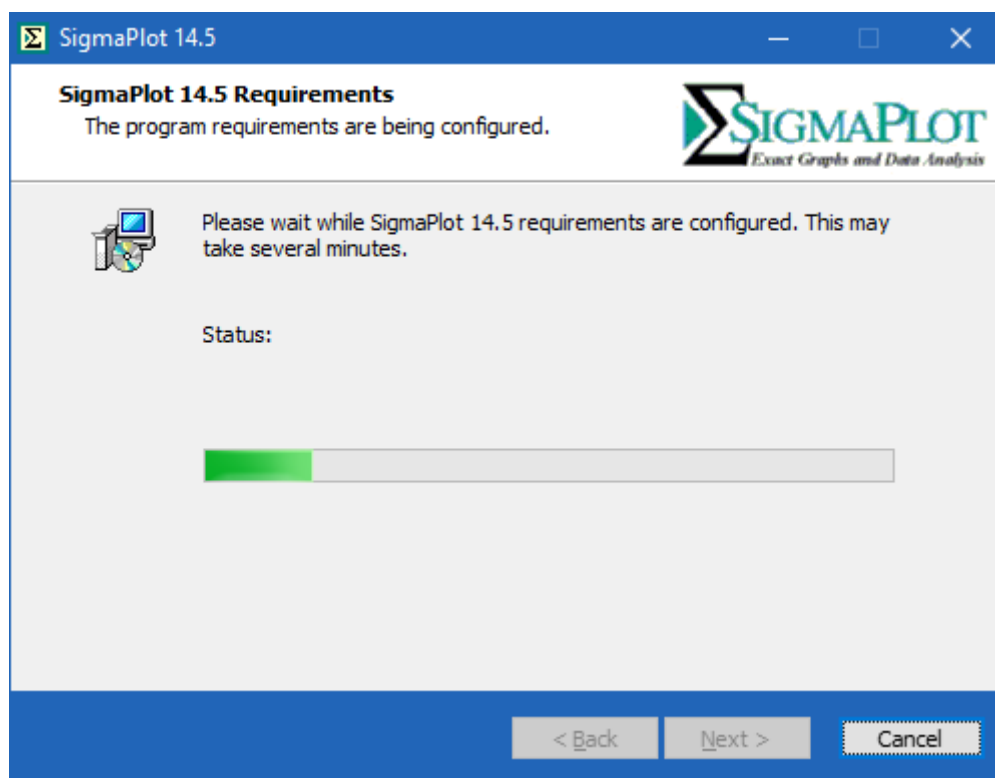 SigmaPlot 14.5
SigmaPlot 14.5 Requirements
The program requirements are being configured.
SIGMAPLOT
Exact Graphs and Data Analysis
Please wait while SigmaPlot 14.5 requirements are configured. This may
take several minutes.
Status:
< Back
Next >
Cancel